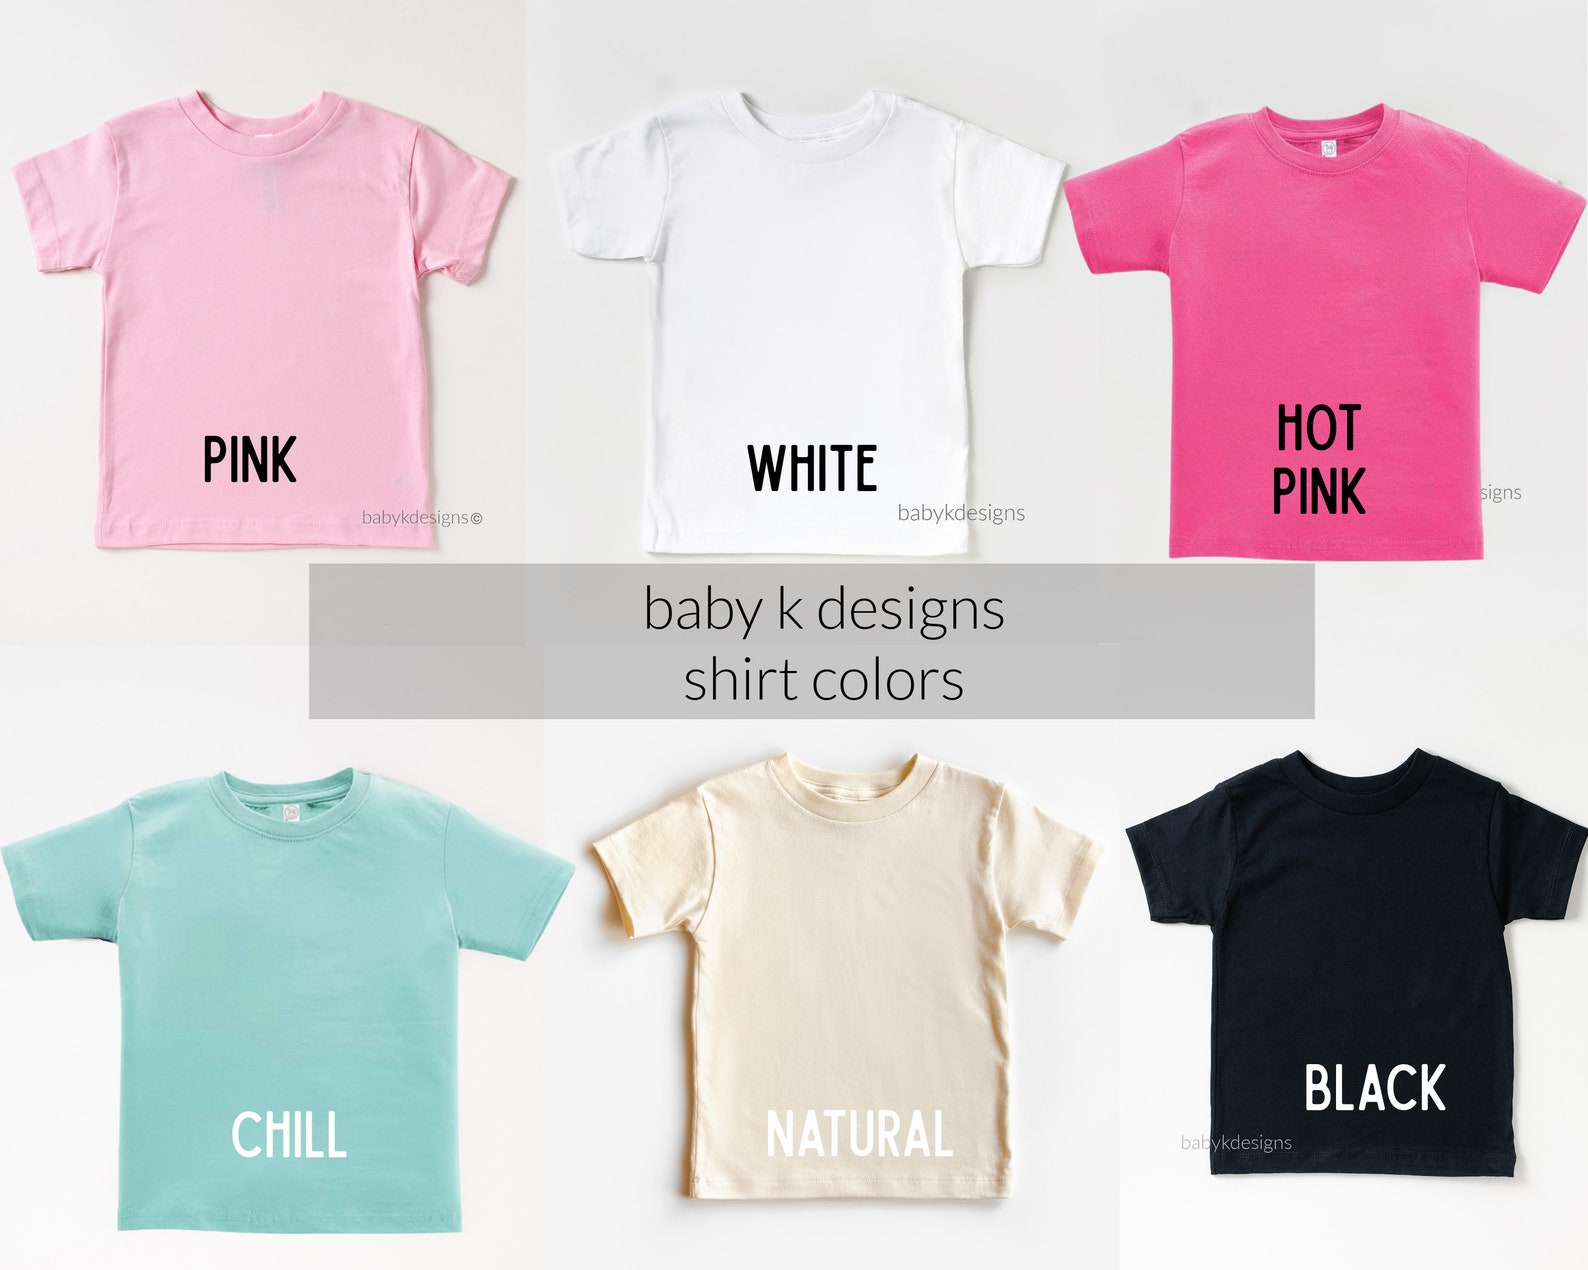 PINK
babykdesigns©
WHITE
babykdesigns
HOT
PINK
signs
baby k designs
shirt colors
CHILL
NATURAL
BLACK
babykdesigns